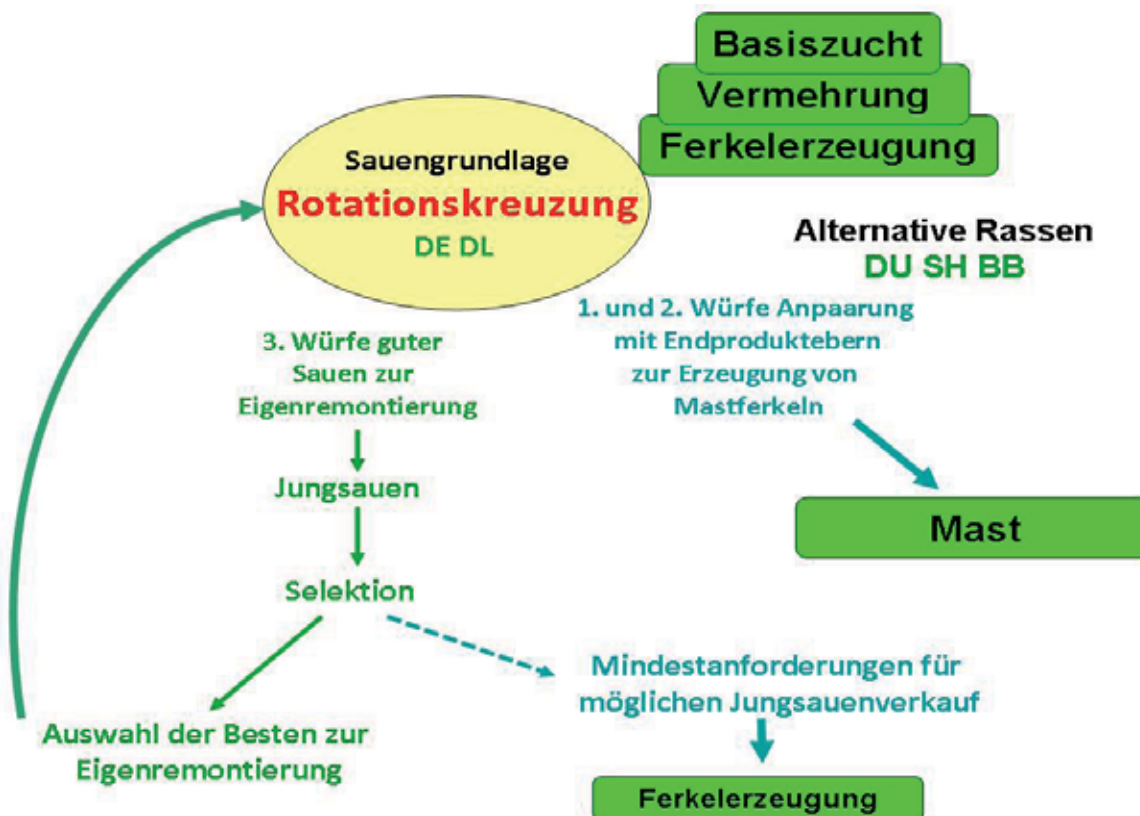 Basiszucht
Vermehrung
Ferkelerzeugung
Sauengrundlage
Rotationskreuzung
DE DL
Alternative Rassen
DU SH BB
1. und 2. Würfe Anpaarung
mit Endproduktebern
zur Erzeugung von
Mastferkeln
3. Würfe guter
Sauen zur
Eigenremontierung
Jungsauen
Mast
Selektion
Mindestanforderungen für
möglichen Jungsauenverkauf
Auswahl der Besten zur
Eigenremontierung
Ferkelerzeugung